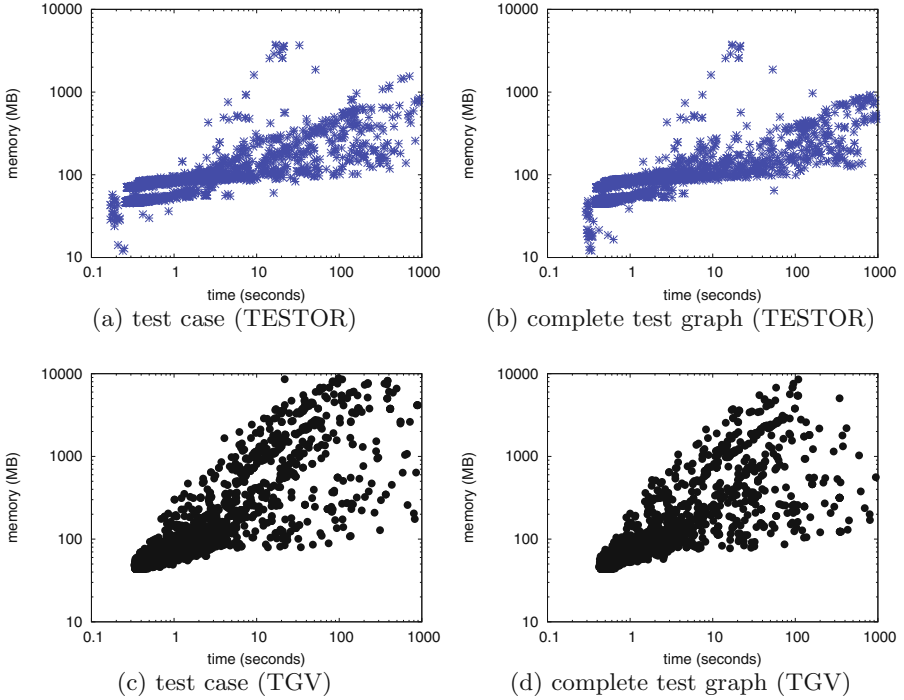 10000
1000
100
10
memory (MB)
0.1 1 10 100 1000
time (seconds)
(a) test case (TESTOR)
10000
1000
100
10
memory (MB)
0.1 1 10 100 1000
time (seconds)
(b) complete test graph (TESTOR)
10000
1000
100
10
memory (MB)
0.1 1 10 100 1000
time (seconds)
(c) test case (TGV)
10000
1000
100
10
memory (MB)
0.1 1 10 100 1000
time (seconds)
(d) complete test graph (TGV)